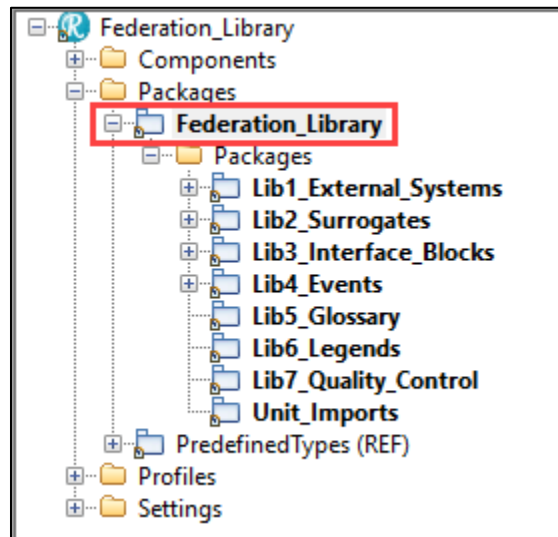 Federation_Library
Components
Packages
Federation_Library
Packages
Lib1_External_Systems
Lib2_Surrogates
Lib3_Interface_Blocks
Lib4_Events
Lib5_Glossary
Lib6_Legends
Lib7_Quality_Control
Unit_Imports
PredefinedTypes (REF)
Profiles
Settings